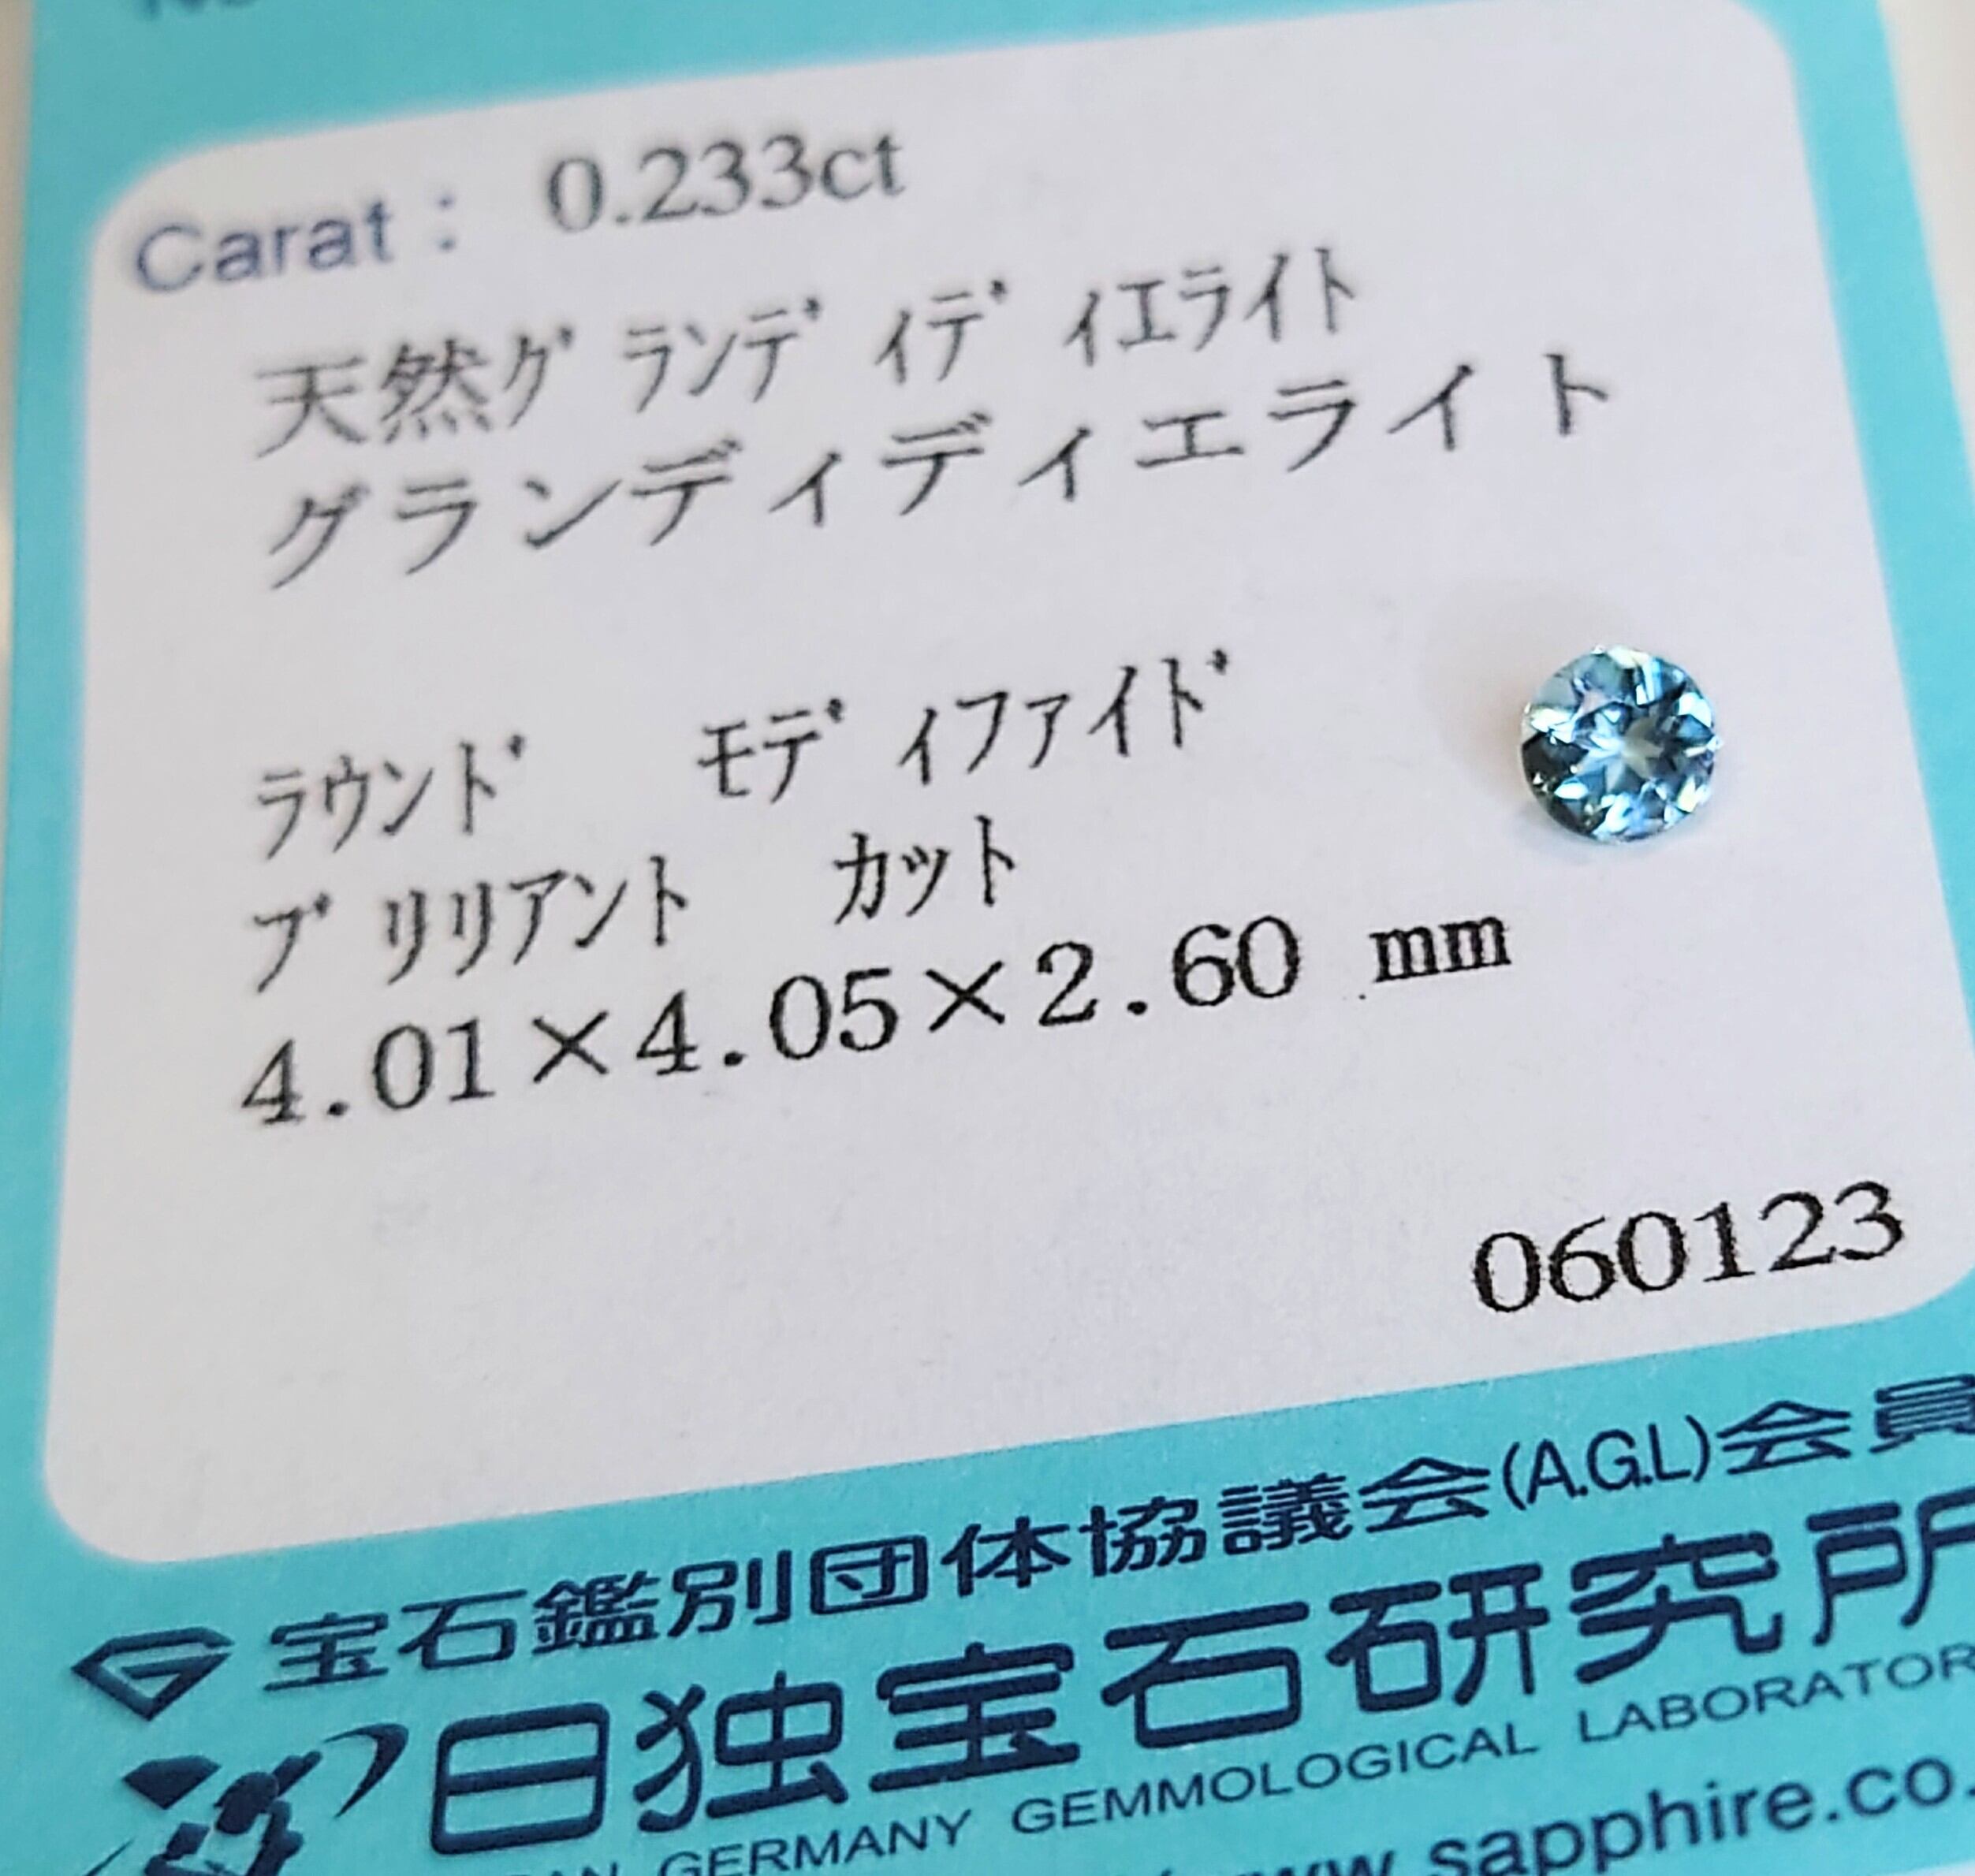 Carat： 0.233ct
天然ｸﾞﾗﾝﾃﾞｨﾃﾞｨｴﾗｲﾄ
グランディディエライト
ﾗｳﾝﾄﾞ ﾓﾃﾞｨﾌｧｲﾄﾞ
ﾌﾞﾘﾘｱﾝﾄ ｶｯﾄ
4.01×4.05×2.60 mm
060123
宝石鑑別団体協議会(A.G.L)会員
日独宝石研究所
GERMANY GEMMOLOGICAL LABORATOR
www.sapphire.co.